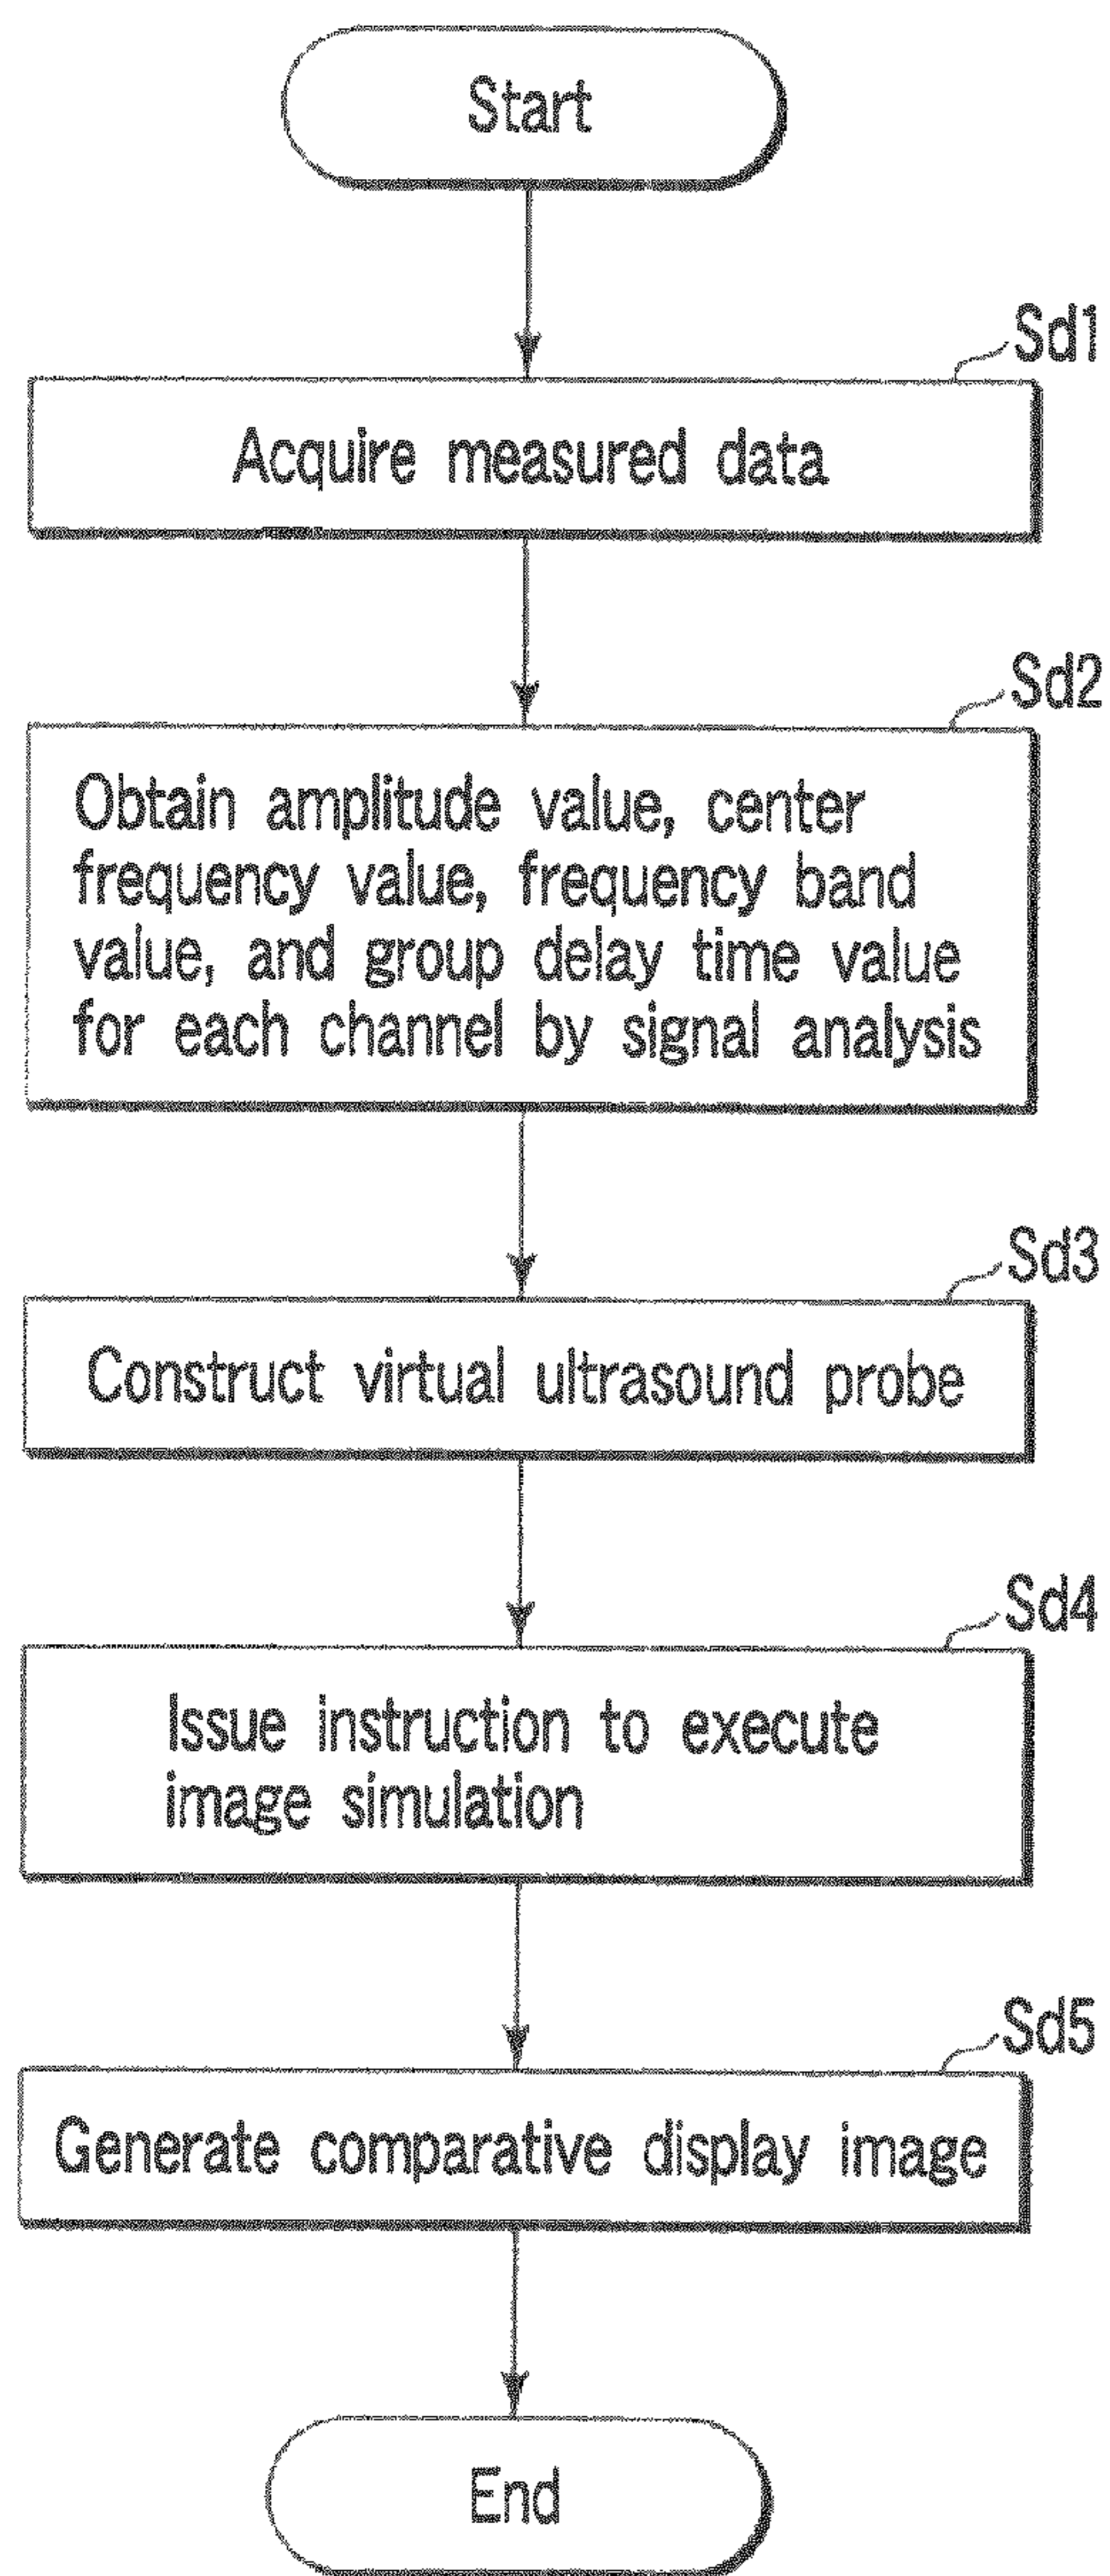 Start
Sd1
Acquire measured data
Sd2
Obtain amplitude value, center
frequency value, frequency band
value, and group delay time value
for each channel by signal analysis
Sd3
Construct virtual ultrasound probe
Sd4
Issue instruction to execute
image simulation
Sd5
Generate comparative display image
End